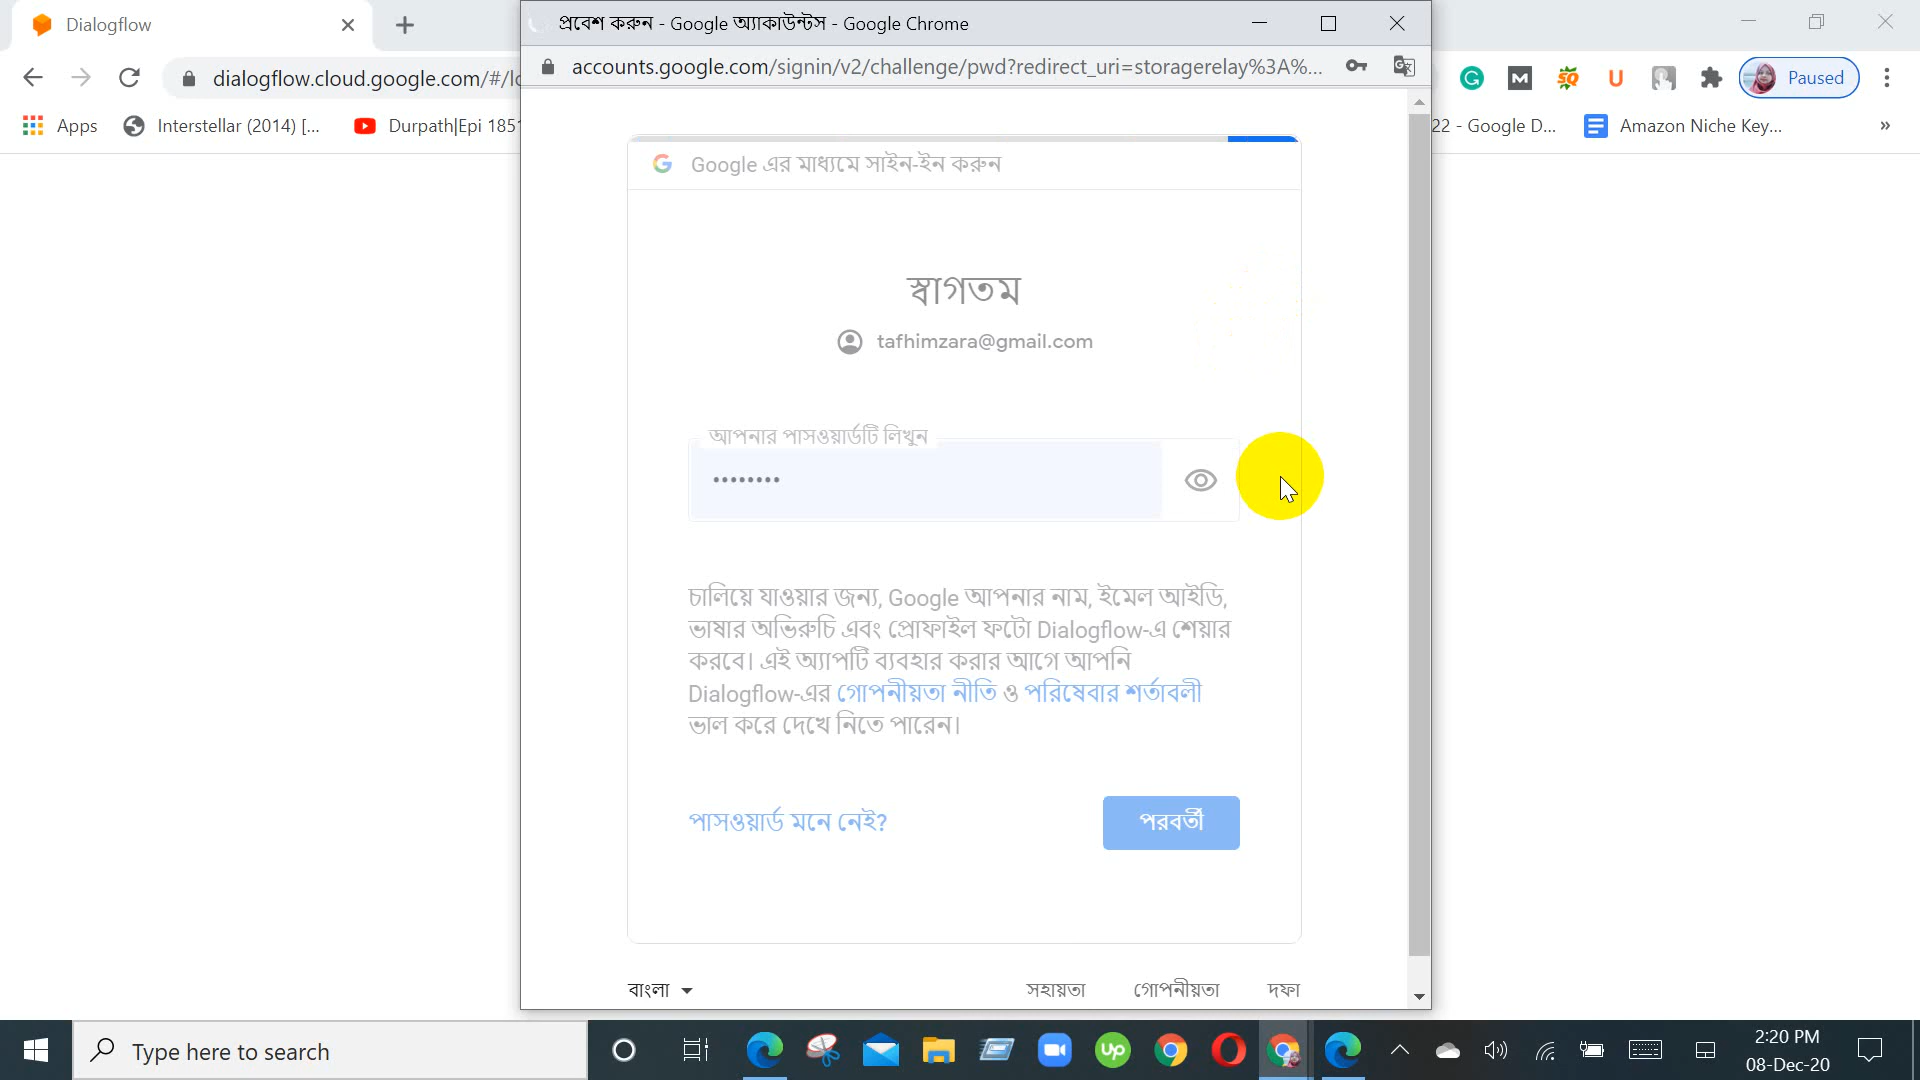 Dialogflow
প্রবেশ করুন - Google অ্যাকাউন্টস - Google Chrome
dialogflow.cloud.google.com/#/lo
accounts.google.com/signin/v2/challenge/pwd?redirect_uri=storagerelay%3A%...
Paused
Apps
Interstellar (2014) [...
Durpath|Epi 1851
22 - Google D...
Amazon Niche Key...
»
Google এর মাধ্যমে সাইন-ইন করুন
স্বাগতম
tafhimzara@gmail.com
আপনার পাসওয়ার্ডটি লিখুন
••••••••
চালিয়ে যাওয়ার জন্য, Google আপনার নাম, ইমেল আইডি,
ভাষার অভিরুচি এবং প্রোফাইল ফটো Dialogflow-এ শেয়ার
করবে। এই অ্যাপটি ব্যবহার করার আগে আপনি
Dialogflow-এর গোপনীয়তা নীতি ও পরিষেবার শর্তাবলী
ভাল করে দেখে নিতে পারেন।
পাসওয়ার্ড মনে নেই?
পরবর্তী
বাংলা
সহায়তা
গোপনীয়তা
দফা
Type here to search
2:20 PM
08-Dec-20